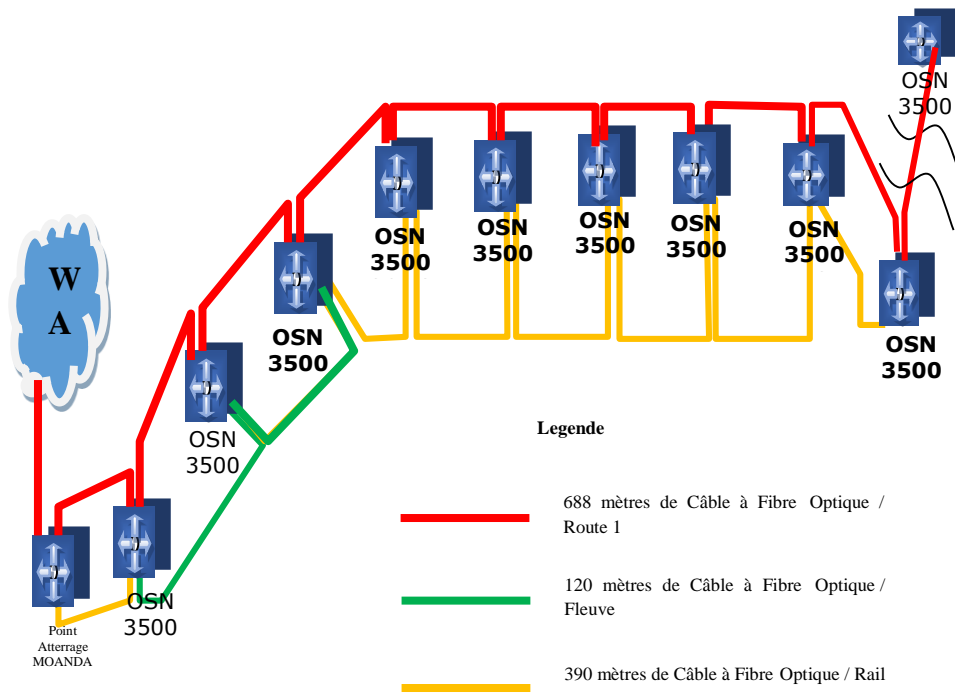 OSN
3500
W
A
OSN
3500
OSN
3500
OSN
3500
OSN
3500
OSN
3500
OSN
3500
OSN
3500
OSN
3500
OSN
3500
Point
Atterrage
MOANDA
Legende
688 mètres de Câble à Fibre Optique /
Route 1
120 mètres de Câble à Fibre Optique /
Fleuve
390 mètres de Câble à Fibre Optique / Rail